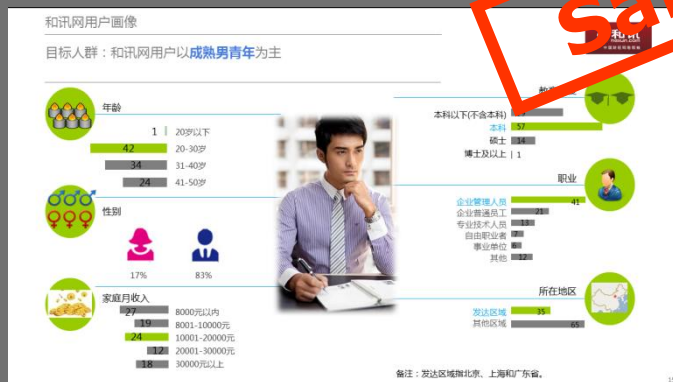 和讯网用户画像
目标人群：和讯网用户以成熟男青年为主
年龄
1 20岁以下
42 20-30岁
34 31-40岁
24 41-50岁
性别
17% 83%
家庭月收入
27 8000元以内
19 8001-10000元
24 10001-20000元
12 20001-30000元
18 30000元以上
本科以下(不含本科)
本科 57
硕士 14
博士及以上 1
职业
企业管理人员 41
企业普通员工 21
专业技术人员 13
自由职业者 7
事业单位 6
其他 12
所在地区
发达区域 35
其他区域 65
备注：发达区域指北京、上海和广东省。